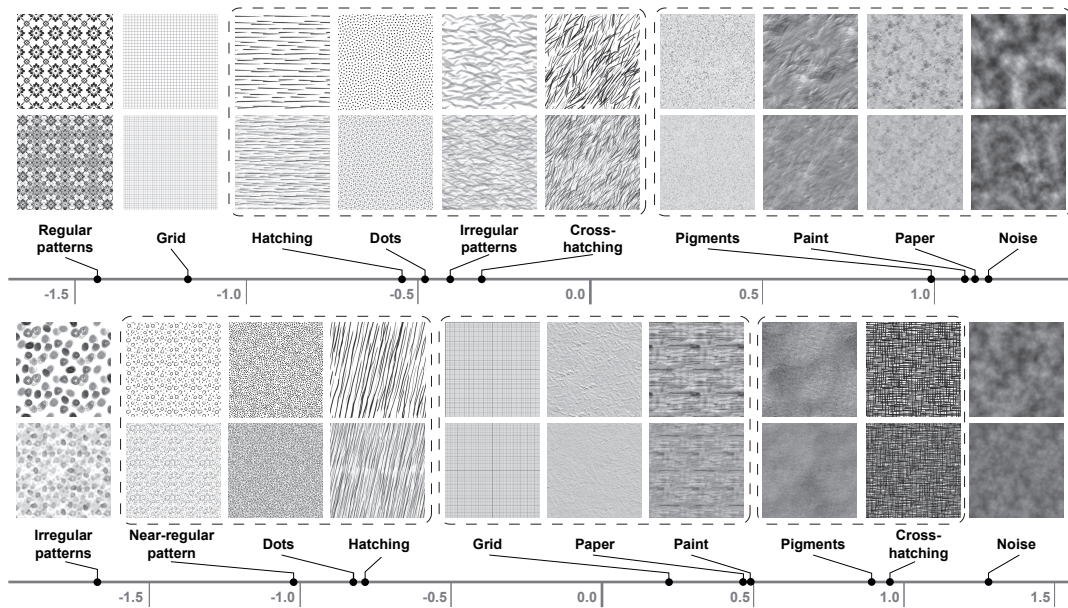 Regular
patterns
Grid
Hatching
Dots
Irregular
patterns
Cross-
hatching
Pigments
Paint
Paper
Noise
-1.5
-1.0
-0.5
0.0
0.5
1.0
Irregular
patterns
Near-regular
pattern
Dots
Hatching
Grid
Paper
Paint
Pigments
Cross-
hatching
Noise
-1.5
-1.0
-0.5
0.0
0.5
1.0
1.5